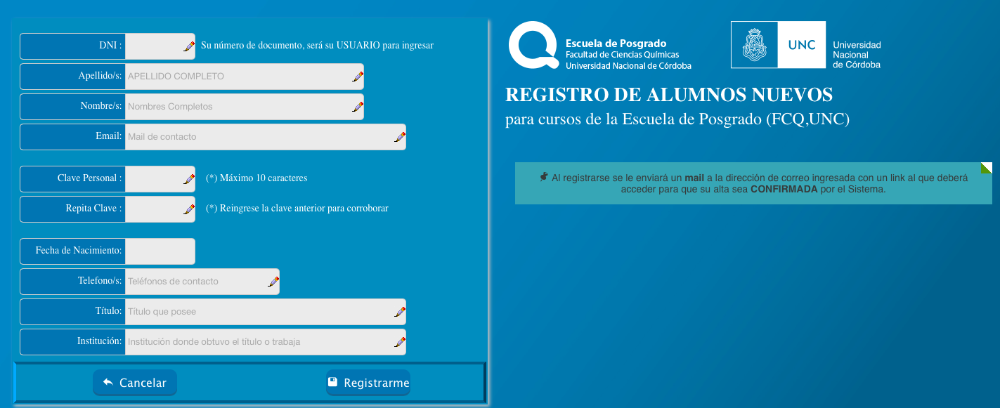 DNI :
Su número de documento, será su USUARIO para ingresar
Apellido/s:
APELLIDO COMPLETO
Nombre/s:
Nombres Completos
Email:
Mail de contacto
Clave Personal :
(*) Máximo 10 caracteres
Repita Clave :
(*) Reingrese la clave anterior para corroborar
Fecha de Nacimiento:
Telefono/s:
Teléfonos de contacto
Título:
Título que posee
Institución:
Institución donde obtuvo el título o trabaja
Cancelar
Registrarme
Escuela de Posgrado
Facultad de Ciencias Químicas
Universidad Nacional de Córdoba
UNC
Universidad
Nacional
de Córdoba
REGISTRO DE ALUMNOS NUEVOS
para cursos de la Escuela de Posgrado (FCQ,UNC)
Al registrarse se le enviará un mail a la dirección de correo ingresada con un link al que deberá
acceder para que su alta sea CONFIRMADA por el Sistema.